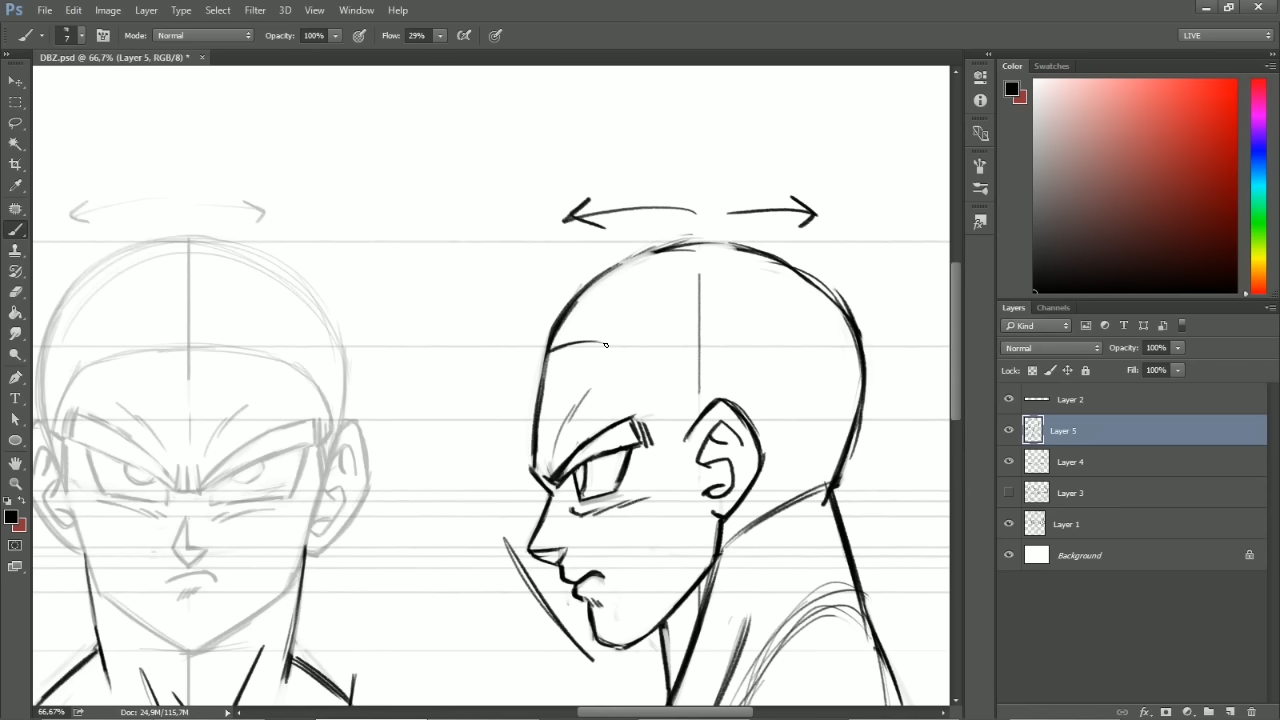 Ps File Edit Image Layer Type Select Filter 3D View Window Help
7 Mode: Normal Opacity: 100% Flow: 29% LIVE
DBZ.psd @ 66,7% (Layer 5, RGB/8) *
Color Swatches
Layers Channels
Kind
Normal Opacity: 100%
Lock: Fill: 100%
Layer 2
Layer 5
Layer 4
Layer 3
Layer 1
Background
66,67% Doc: 24,9M/115,7M